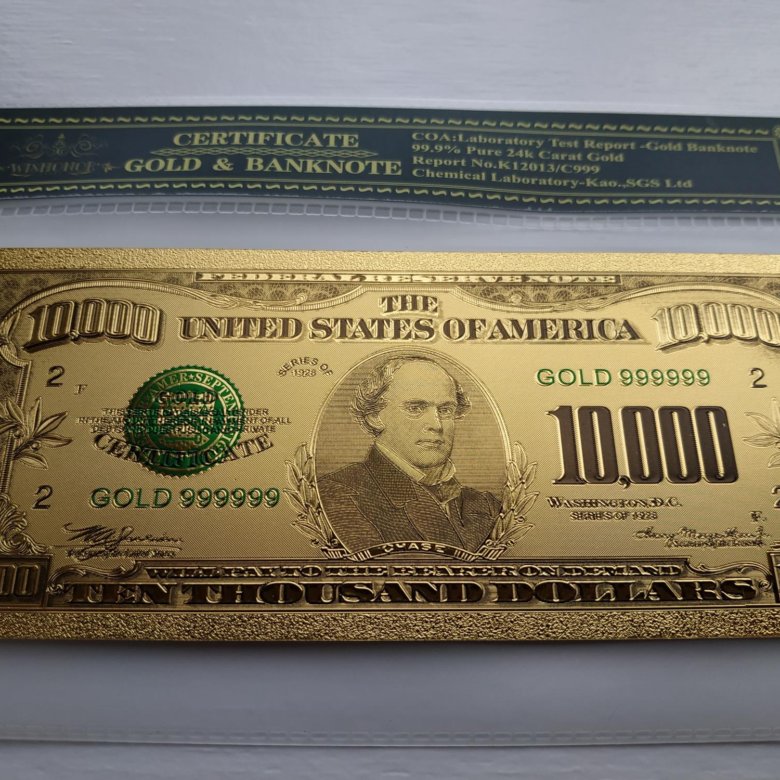 WINFORCE
CERTIFICATE
GOLD & BANKNOTE
COA:Laboratory Test Report -Gold Banknote
99.9% Pure 24k Carat Gold
Report No.K12013/C999
Chemical Laboratory-Kao.,SGS Ltd
FEDERAL RESERVE NOTE
10,000
THE
UNITED STATES OF AMERICA
10,000
SERIES OF
1928
2
F
GOLD 999999
2
GOLD
CERTIFICATE
10,000
2
GOLD 999999
WASHINGTON, D.C.
SERIES OF 1928
2
F.
CHASE
WILL PAY TO THE BEARER ON DEMAND
TEN THOUSAND DOLLARS